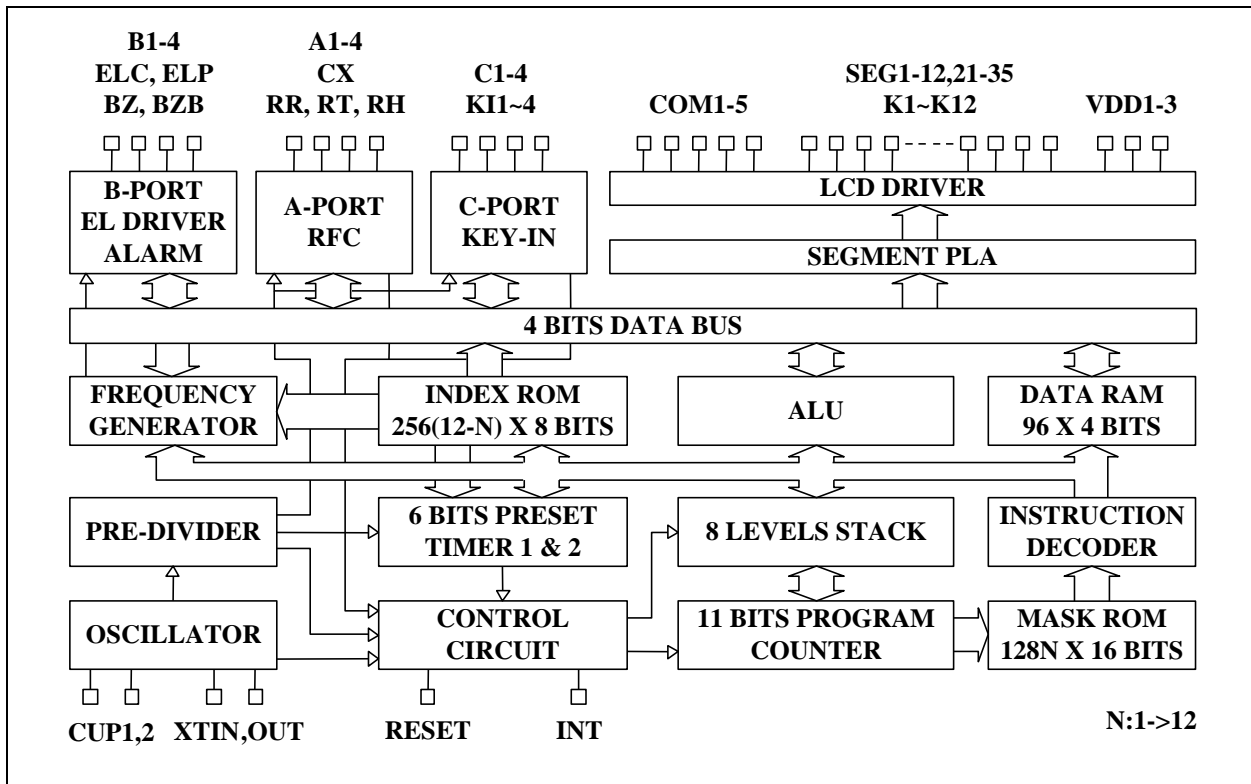 B1-4
ELC, ELP
BZ, BZB
A1-4
CX
RR, RT, RH
C1-4
KI1~4
COM1-5
SEG1-12,21-35
K1~K12
VDD1-3
B-PORT
EL DRIVER
ALARM
A-PORT
RFC
C-PORT
KEY-IN
LCD DRIVER
SEGMENT PLA
4 BITS DATA BUS
FREQUENCY
GENERATOR
INDEX ROM
256(12-N) X 8 BITS
ALU
DATA RAM
96 X 4 BITS
PRE-DIVIDER
6 BITS PRESET
TIMER 1 & 2
8 LEVELS STACK
INSTRUCTION
DECODER
OSCILLATOR
CONTROL
CIRCUIT
11 BITS PROGRAM
COUNTER
MASK ROM
128N X 16 BITS
CUP1,2
XTIN,OUT
RESET
INT
N:1->12